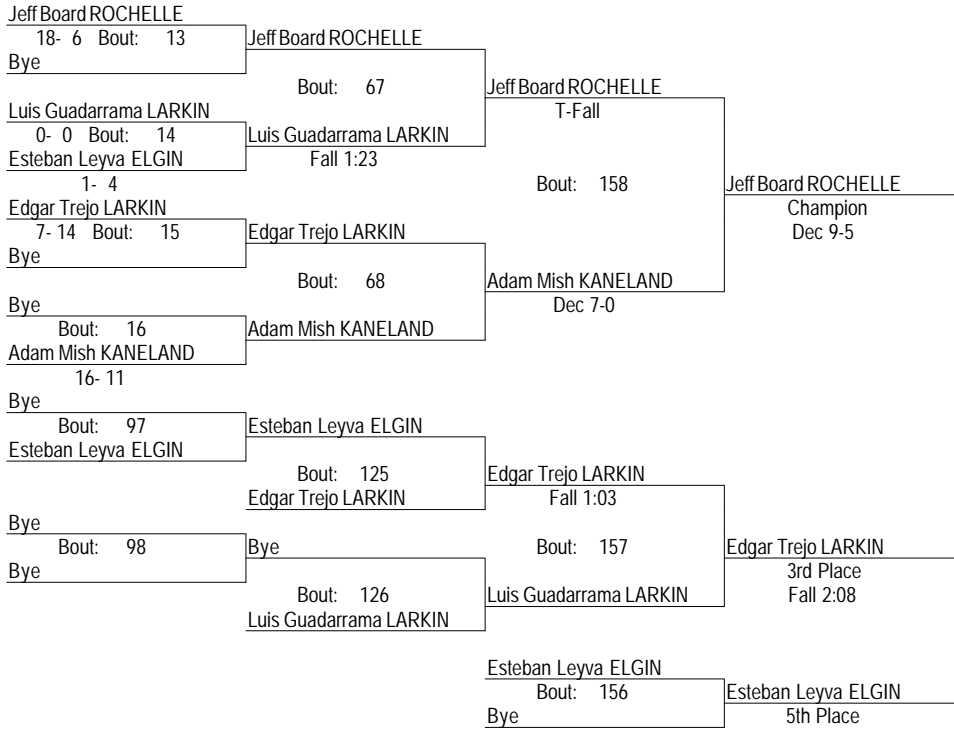 Jeff Board ROCHELLE
18- 6 Bout: 13
Jeff Board ROCHELLE
Bye
Bout: 67
Jeff Board ROCHELLE
Luis Guadarrama LARKIN
T-Fall
0- 0 Bout: 14
Luis Guadarrama LARKIN
Esteban Leyva ELGIN
Fall 1:23
1- 4
Bout: 158
Jeff Board ROCHELLE
Edgar Trejo LARKIN
Champion
7- 14 Bout: 15
Edgar Trejo LARKIN
Dec 9-5
Bye
Bout: 68
Adam Mish KANELAND
Bye
Dec 7-0
Bout: 16
Adam Mish KANELAND
Adam Mish KANELAND
16- 11
Bye
Bout: 97
Esteban Leyva ELGIN
Esteban Leyva ELGIN
Bout: 125
Edgar Trejo LARKIN
Edgar Trejo LARKIN
Fall 1:03
Bye
Bout: 98
Bye
Bout: 157
Edgar Trejo LARKIN
Bye
3rd Place
Bout: 126
Luis Guadarrama LARKIN
Fall 2:08
Luis Guadarrama LARKIN
Esteban Leyva ELGIN
Bout: 156
Esteban Leyva ELGIN
Bye
5th Place